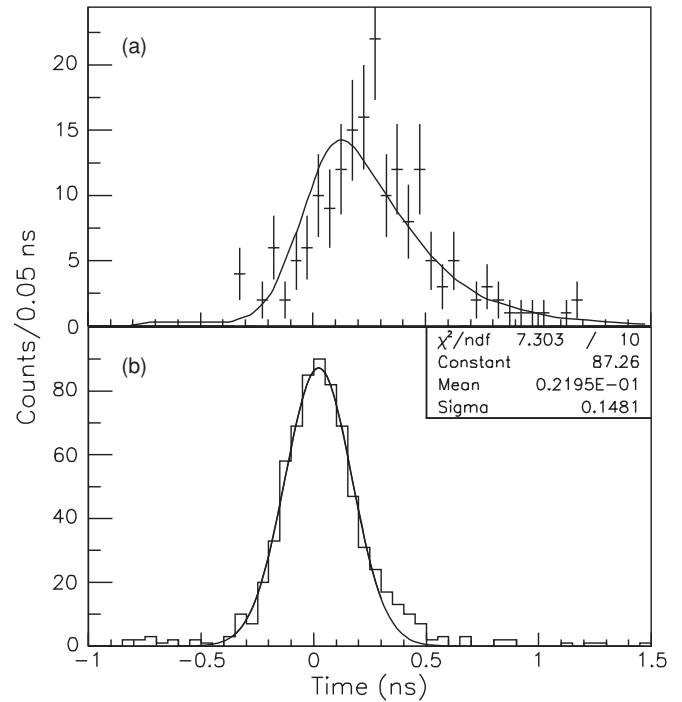 (a)
20
15
10
5
0
Counts/0.05 ns
(b)
χ²/ndf 7.303 / 10
Constant 87.26
Mean 0.2195E-01
Sigma 0.1481
80
60
40
20
0
-1 -0.5 0 0.5 1 1.5
Time (ns)